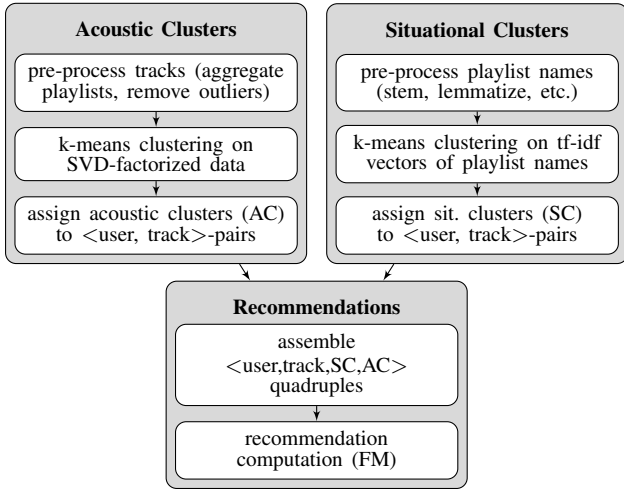 Acoustic Clusters
pre-process tracks (aggregate
playlists, remove outliers)
k-means clustering on
SVD-factorized data
assign acoustic clusters (AC)
to <user, track>-pairs
Situational Clusters
pre-process playlist names
(stem, lemmatize, etc.)
k-means clustering on tf-idf
vectors of playlist names
assign sit. clusters (SC)
to <user, track>-pairs
Recommendations
assemble
<user,track,SC,AC>
quadruples
recommendation
computation (FM)